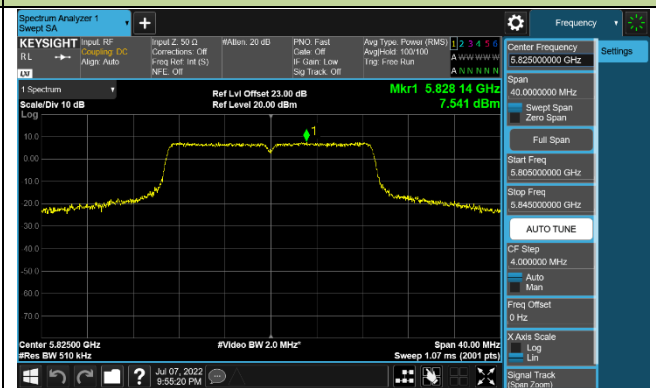 Spectrum Analyzer 1
Swept SA
Frequency
KEYSIGHT
RL
Input: RF
Coupling: DC
Align: Auto
Input Z: 50 Ω
Corrections: Off
Freq Ref: Int (S)
NFE: Off
#Atten: 20 dB
PNO: Fast
Gate: Off
IF Gain: Low
Sig Track: Off
Avg Type: Power (RMS)
Avg|Hold: 100/100
Trig: Free Run
1 2 3 4 5 6
A WW WW W
A N N N N N
LXI
1 Spectrum
Scale/Div 10 dB
Log
Ref Lvl Offset 23.00 dB
Ref Level 20.00 dBm
Mkr1 5.828 14 GHz
7.541 dBm
1
10.0
0.00
-10.0
-20.0
-30.0
-40.0
-50.0
-60.0
-70.0
Center 5.82500 GHz
#Res BW 510 kHz
#Video BW 2.0 MHz*
Span 40.00 MHz
Sweep 1.07 ms (2001 pts)
Center Frequency
5.825000000 GHz
Settings
Span
40.0000000 MHz
Swept Span
Zero Span
Full Span
Start Freq
5.805000000 GHz
Stop Freq
5.845000000 GHz
AUTO TUNE
CF Step
4.000000 MHz
Auto
Man
Freq Offset
0 Hz
X Axis Scale
Log
Lin
Signal Track
(Span Zoom)
?
Jul 07, 2022
9:55:20 PM